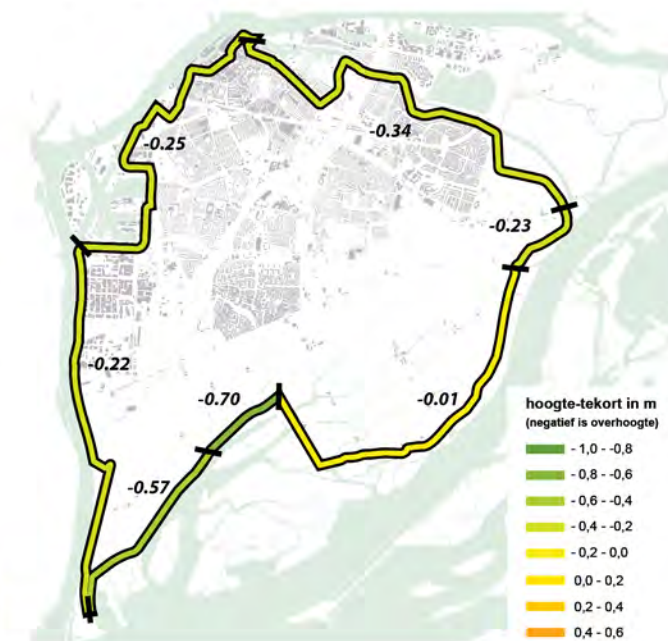 -0.25
-0.34
-0.23
-0.22
-0.70
-0.01
-0.57
hoogte-tekort in m
(negatief is overhoogte)
- 1,0 - -0,8
- 0,8 - -0,6
- 0,6 - -0,4
- 0,4 - -0,2
- 0,2 - 0,0
0,0 - 0,2
0,2 - 0,4
0,4 - 0,6